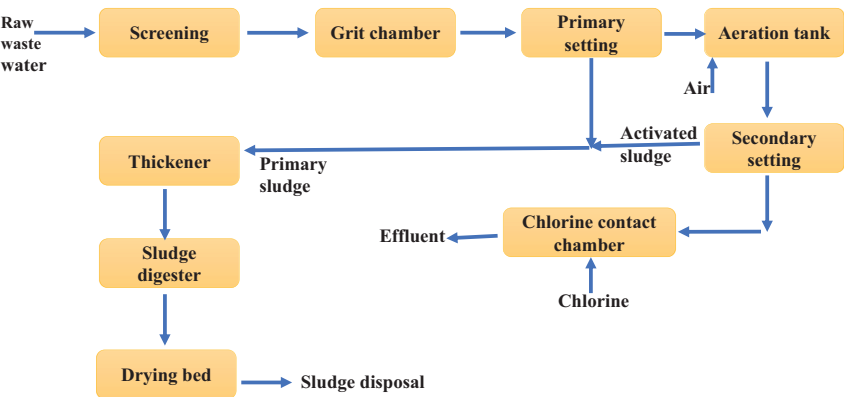 Raw
waste
water
Screening
Grit chamber
Primary
setting
Aeration tank
Air
Activated
sludge
Secondary
setting
Thickener
Primary
sludge
Effluent
Chlorine contact
chamber
Sludge
digester
Chlorine
Drying bed
Sludge disposal